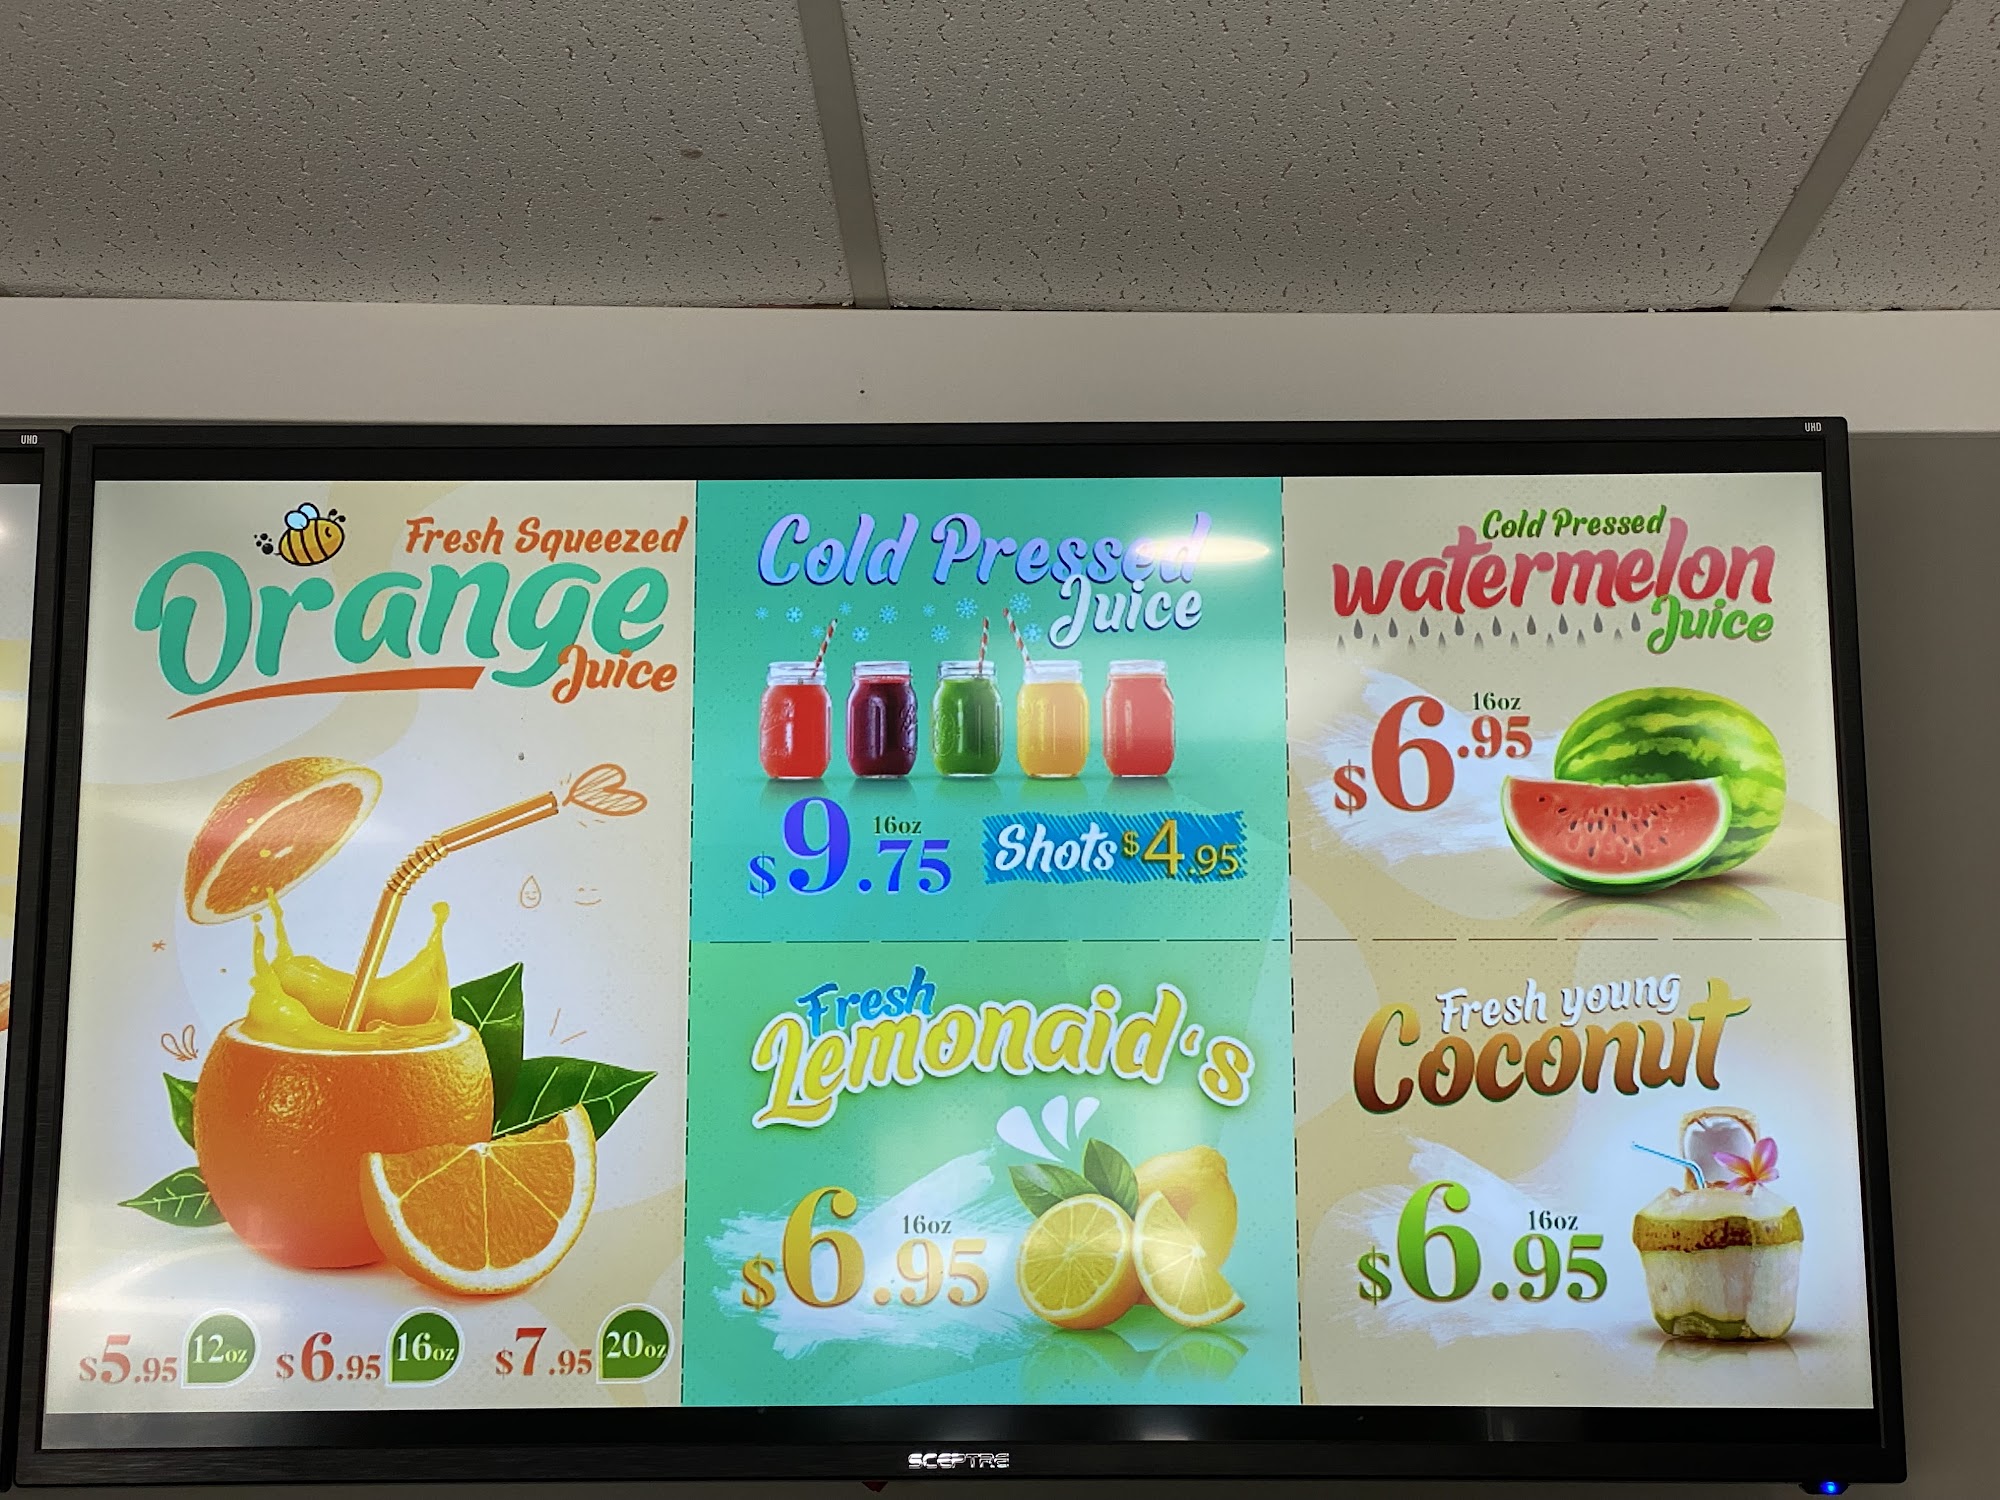 UHD
UHD
Fresh Squeezed
Orange
Juice
$5.95 12oz $6.95 16oz $7.95 20oz
Cold Pressed
Juice
16oz
$9.75
Shots $4.95
Fresh
Lemonaid's
16oz
$6.95
Cold Pressed
watermelon
Juice
16oz
$6.95
Fresh young
Coconut
16oz
$6.95
SCEPTRE